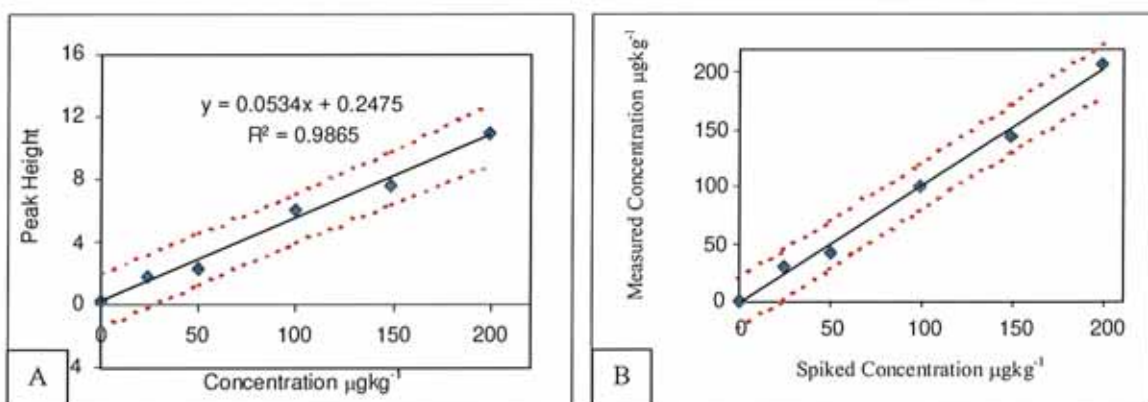 16
12
8
4
0
4
Peak Height
y = 0.0534x + 0.2475
R² = 0.9865
0 50 100 150 200
Concentration µgkg⁻¹
A
200
150
100
50
0
Measured Concentration µgkg⁻¹
0 50 100 150 200
Spiked Concentration µgkg⁻¹
B